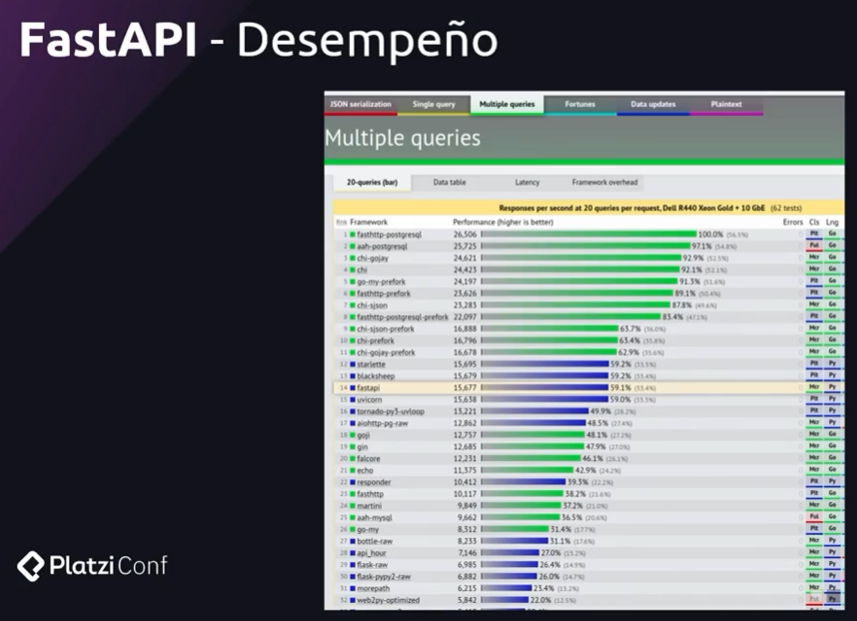 FastAPI - Desempeño
JSON serialization Single query Multiple queries Fortunes Data updates Plaintext
Multiple queries
20-queries (bar) Data table Latency Framework overhead
Responses per second at 20 queries per request, Dell R440 Xeon Gold + 10 GbE (62 tests)
Rnk Framework Performance (higher is better) Errors Cls Lng
1 fasthttp-postgresql 26,506 100.0% (56.5%) Plt Go
2 aah-postgresql 25,725 97.1% (54.8%) Ful Go
3 chi-gojay 24,621 92.9% (52.5%) Mcr Go
4 chi 24,423 92.1% (52.1%) Mcr Go
5 go-my-prefork 24,197 91.3% (51.6%) Plt Go
6 fasthttp-prefork 23,626 89.1% (50.4%) Plt Go
7 chi-sjson 23,283 87.8% (49.6%) Mcr Go
8 fasthttp-postgresql-prefork 22,097 83.4% (47.1%) Plt Go
9 chi-sjson-prefork 16,888 63.7% (36.0%) Mcr Go
10 chi-prefork 16,796 63.4% (35.8%) Mcr Go
11 chi-gojay-prefork 16,678 62.9% (35.6%) Mcr Go
12 starlette 15,695 59.2% (33.5%) Plt Py
13 blacksheep 15,679 59.2% (33.4%) Plt Py
14 fastapi 15,677 59.1% (33.4%) Mcr Py
15 uvicorn 15,638 59.0% (33.3%) Plt Py
16 tornado-py3-uvloop 13,221 49.9% (28.2%) Plt Py
17 aiohttp-pg-raw 12,862 48.5% (27.4%) Mcr Py
18 goji 12,757 48.1% (27.2%) Mcr Go
19 gin 12,685 47.9% (27.0%) Mcr Go
20 falcore 12,231 46.1% (26.1%) Mcr Go
21 echo 11,375 42.9% (24.2%) Mcr Go
22 responder 10,412 39.3% (22.2%) Plt Py
23 fasthttp 10,117 38.2% (21.6%) Plt Go
24 martini 9,849 37.2% (21.0%) Mcr Go
25 aah-mysql 9,662 36.5% (20.6%) Ful Go
26 go-my 8,312 31.4% (17.7%) Plt Go
27 bottle-raw 8,233 31.1% (17.6%) Mcr Py
28 api_hour 7,146 27.0% (15.2%) Mcr Py
29 flask-raw 6,985 26.4% (14.9%) Mcr Py
30 flask-pypy2-raw 6,882 26.0% (14.7%) Mcr Py
31 morepath 6,215 23.4% (13.2%) Mcr Py
32 web2py-optimized 5,842 22.0% (12.5%) Ful Py
Platzi Conf